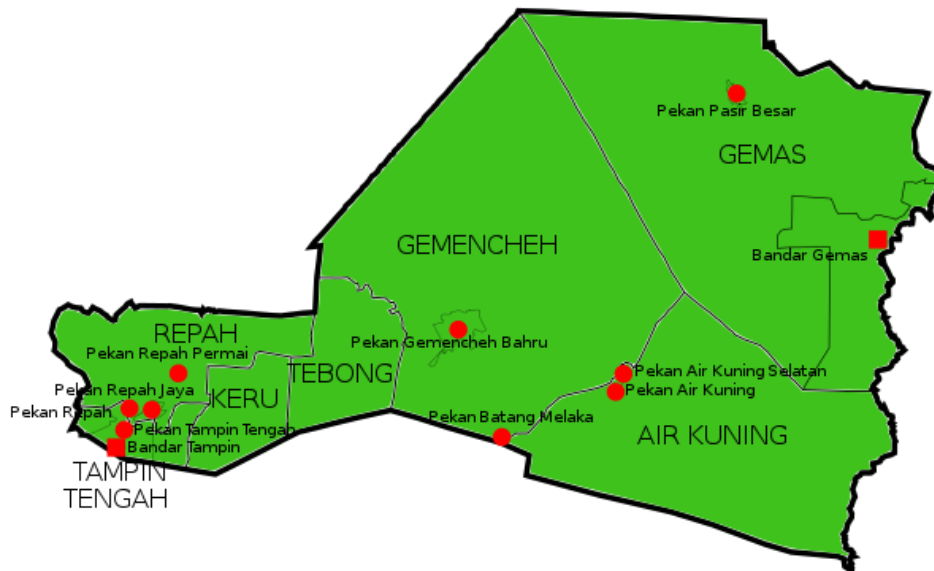 Pekan Pasir Besar
GEMAS
GEMENCHEH
Bandar Gemas
REPAH
Pekan Gemencheh Bahru
Pekan Repah Permai
TEBONG
Pekan Air Kuning Selatan
Pekan Repah Jaya
KERU
Pekan Air Kuning
Pekan Repah
Pekan Batang Melaka
Pekan Tampin Tengah
AIR KUNING
Bandar Tampin
TAMPIN
TENGAH